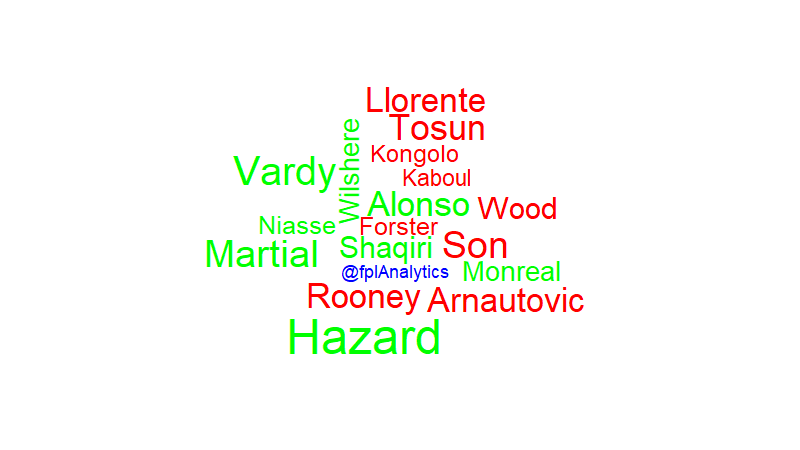 Llorente
Tosun
Wilshere
Kongolo
Vardy
Kaboul
Alonso
Wood
Niasse
Forster
Martial
Shaqiri
Son
@fplAnalytics
Monreal
Rooney
Arnautovic
Hazard